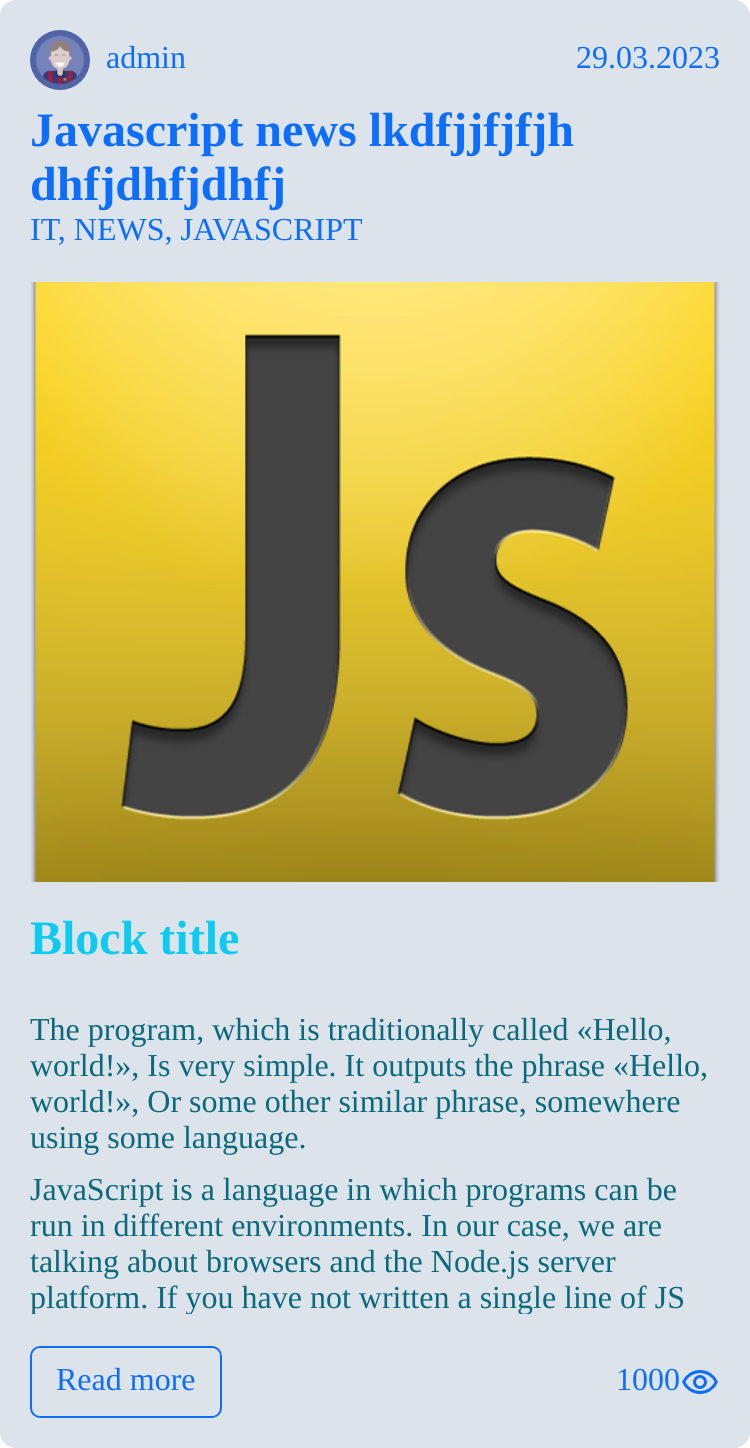 admin
29.03.2023
Javascript news lkdfjjfjfjh
dhfjdhfjdhfj
IT, NEWS, JAVASCRIPT
Js
Block title
The program, which is traditionally called «Hello,
world!», Is very simple. It outputs the phrase «Hello,
world!», Or some other similar phrase, somewhere
using some language.
JavaScript is a language in which programs can be
run in different environments. In our case, we are
talking about browsers and the Node.js server
platform. If you have not written a single line of JS
Read more
1000